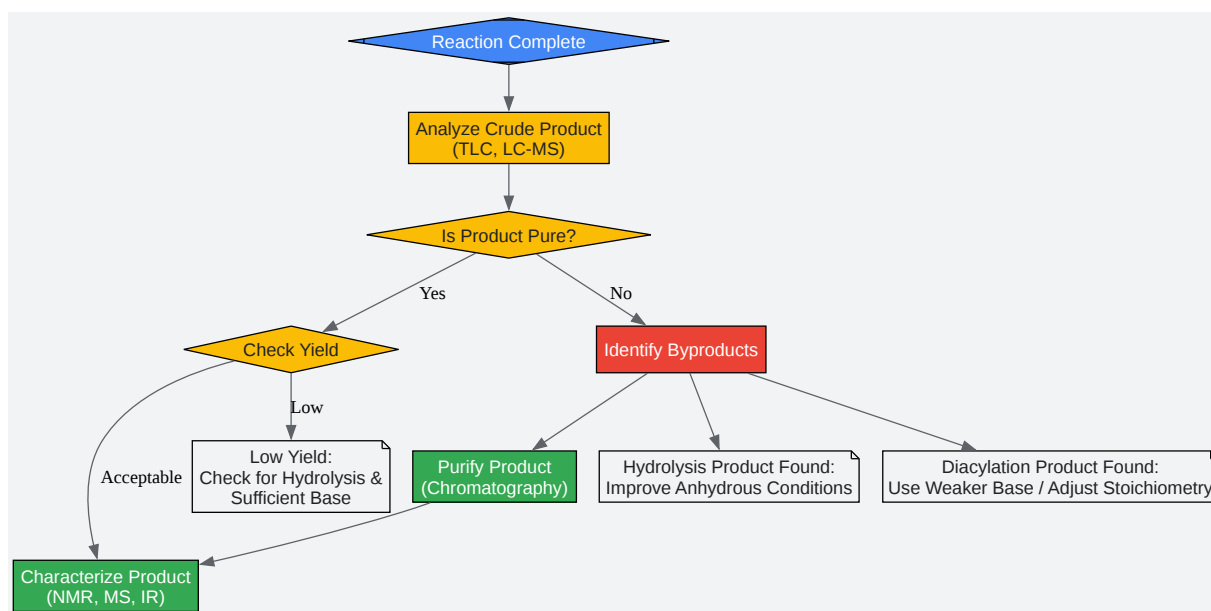 Reaction Complete
Analyze Crude Product
(TLC, LC-MS)
Is Product Pure?
Yes
No
Check Yield
Identify Byproducts
Low
Acceptable
Low Yield:
Check for Hydrolysis &
Sufficient Base
Purify Product
(Chromatography)
Hydrolysis Product Found:
Improve Anhydrous Conditions
Diacylation Product Found:
Use Weaker Base / Adjust Stoichiometry
Characterize Product
(NMR, MS, IR)